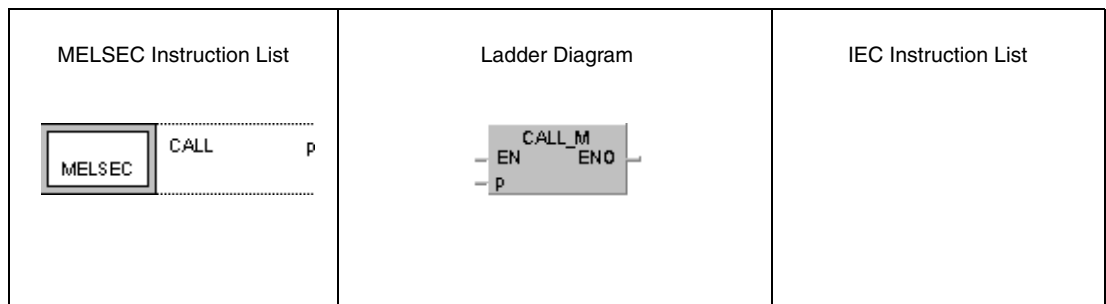 MELSEC Instruction List
MELSEC
CALL p
Ladder Diagram
CALL_M
EN ENO
p
IEC Instruction List